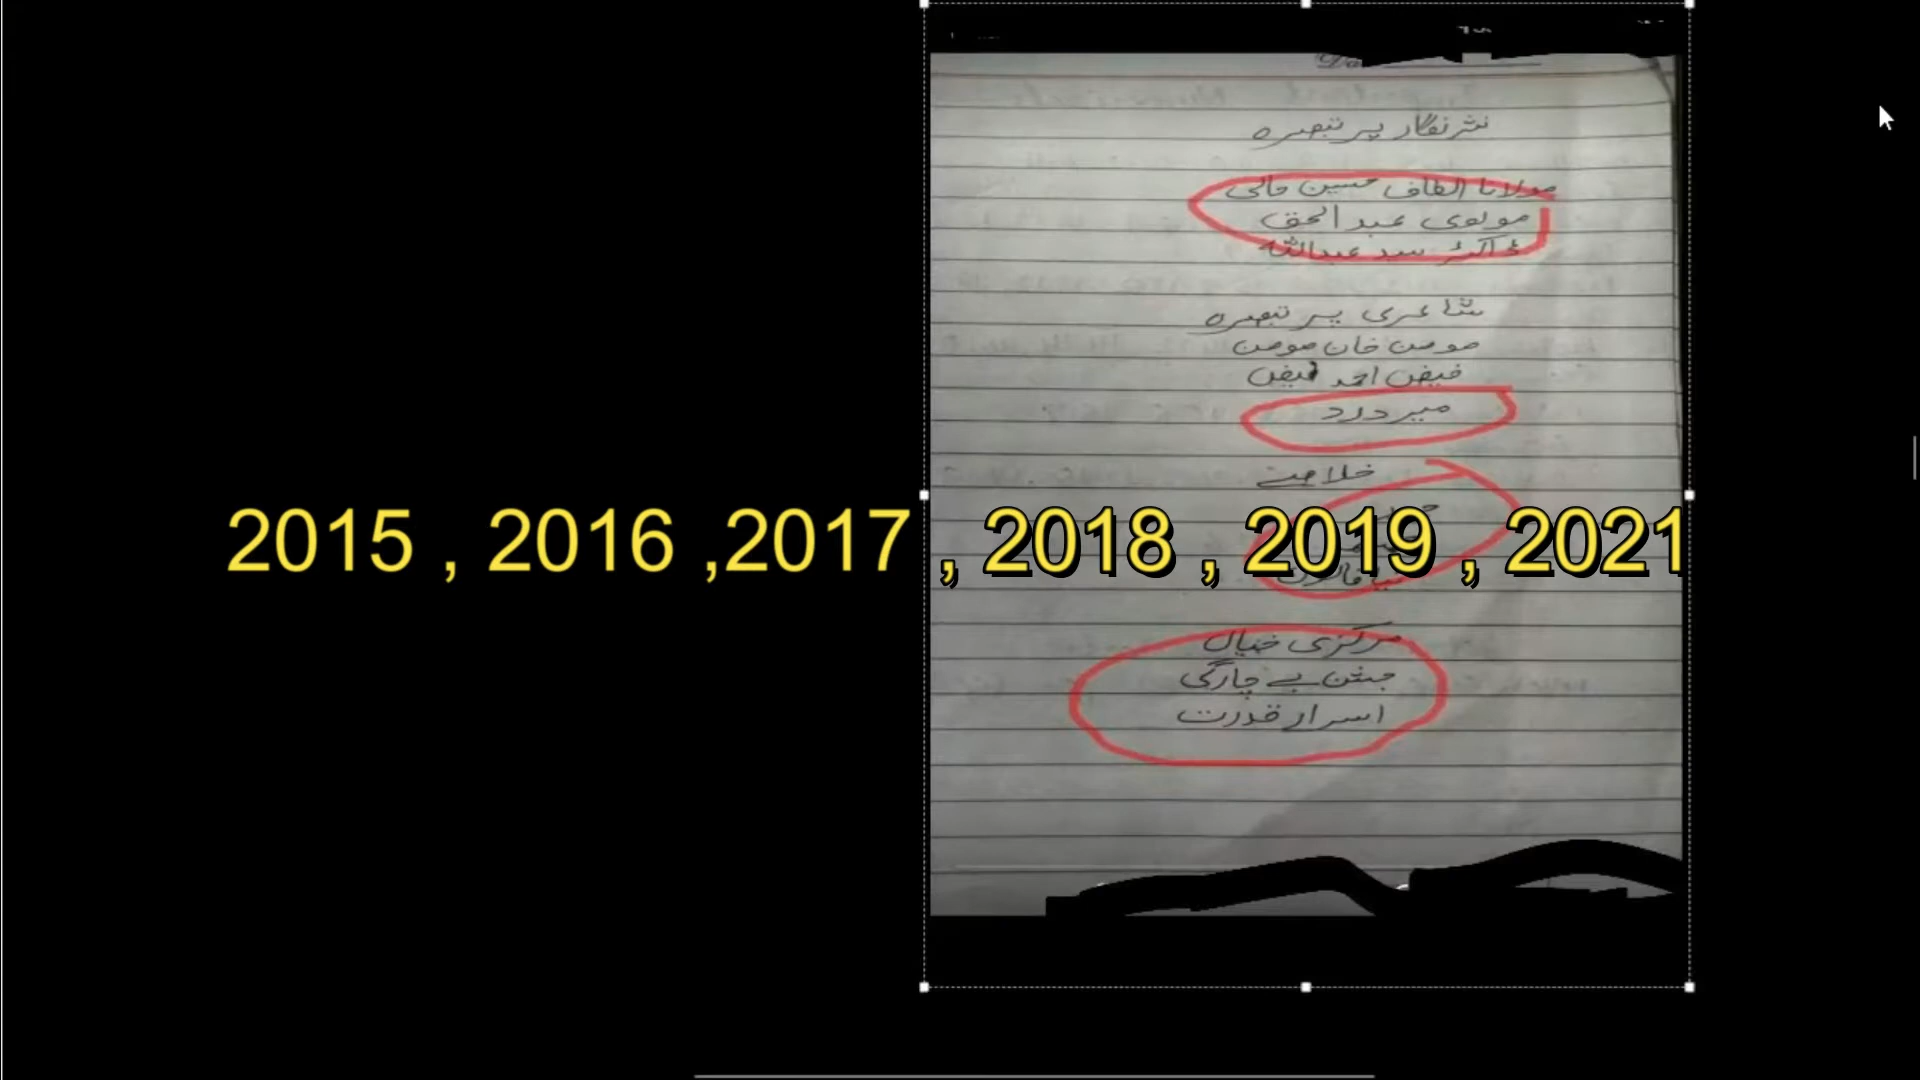 نثر نگار پر تبصرہ
مولانا الطاف حسین حالی
مولوی عبدالحق
ڈاکٹر سید عبداللہ
شاعری پر تبصرہ
مومن خان مومن
فیض احمد فیض
میر درد
خلاصے
2015 , 2016 ,2017 , 2018 , 2019 , 2021
مرکزی خیال
جشن بے چارگی
اسرار قدرت